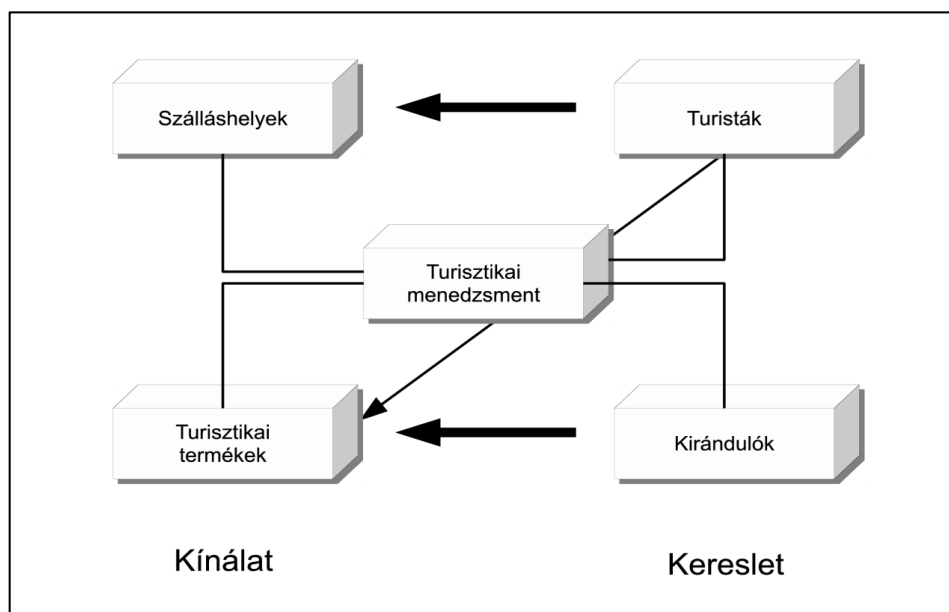 Szálláshelyek
Turisták
Turisztikai
menedzsment
Turisztikai
termékek
Kirándulók
Kínálat
Kereslet